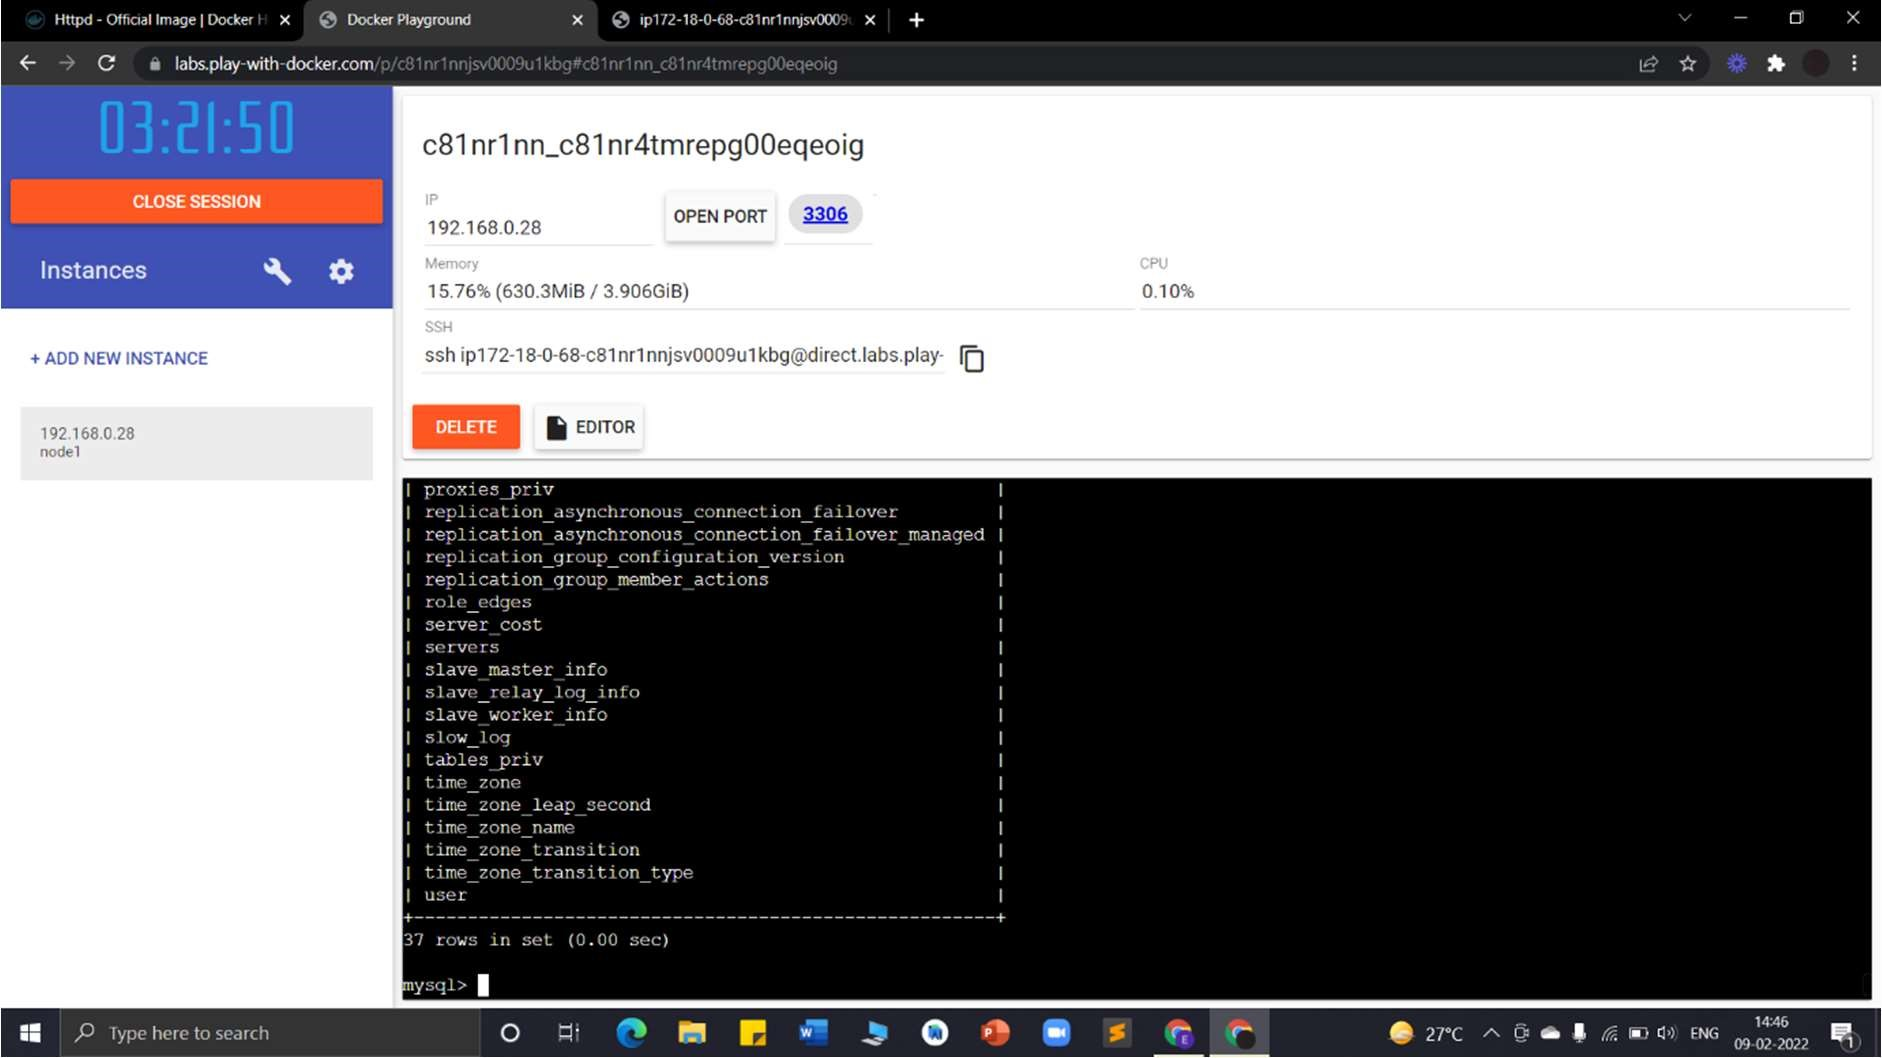 Httpd - Official Image | Docker H
Docker Playground
ip172-18-0-68-c81nr1nnjsv0009u
labs.play-with-docker.com/p/c81nr1nnjsv0009u1kbg#c81nr1nn_c81nr4tmrepg00eqeoig
03:21:50
CLOSE SESSION
Instances
+ ADD NEW INSTANCE
192.168.0.28
node1
c81nr1nn_c81nr4tmrepg00eqeoig
IP
192.168.0.28
OPEN PORT
3306
Memory
15.76% (630.3MiB / 3.906GiB)
CPU
0.10%
SSH
ssh ip172-18-0-68-c81nr1nnjsv0009u1kbg@direct.labs.play-
DELETE
EDITOR
| proxies_priv |
| replication_asynchronous_connection_failover |
| replication_asynchronous_connection_failover_managed |
| replication_group_configuration_version |
| replication_group_member_actions |
| role_edges |
| server_cost |
| servers |
| slave_master_info |
| slave_relay_log_info |
| slave_worker_info |
| slow_log |
| tables_priv |
| time_zone |
| time_zone_leap_second |
| time_zone_name |
| time_zone_transition |
| time_zone_transition_type |
| user |
+------------------------------------------------------+
37 rows in set (0.00 sec)
mysql>
Type here to search
27°C
ENG
14:46
09-02-2022
1